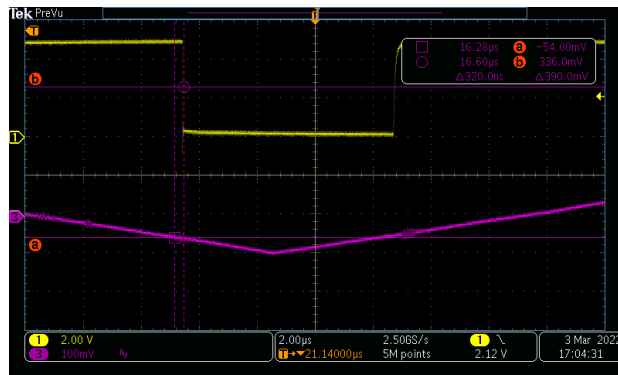 Tek PreVu
T
T
16.28µs a −54.00mV
16.60µs b 336.0mV
Δ320.0ns Δ390.0mV
b
1
3
a
1 2.00 V
3 100mV
2.00µs 2.50GS/s
T→▼21.14000µs 5M points
1 2.12 V
3 Mar 2022
17:04:31